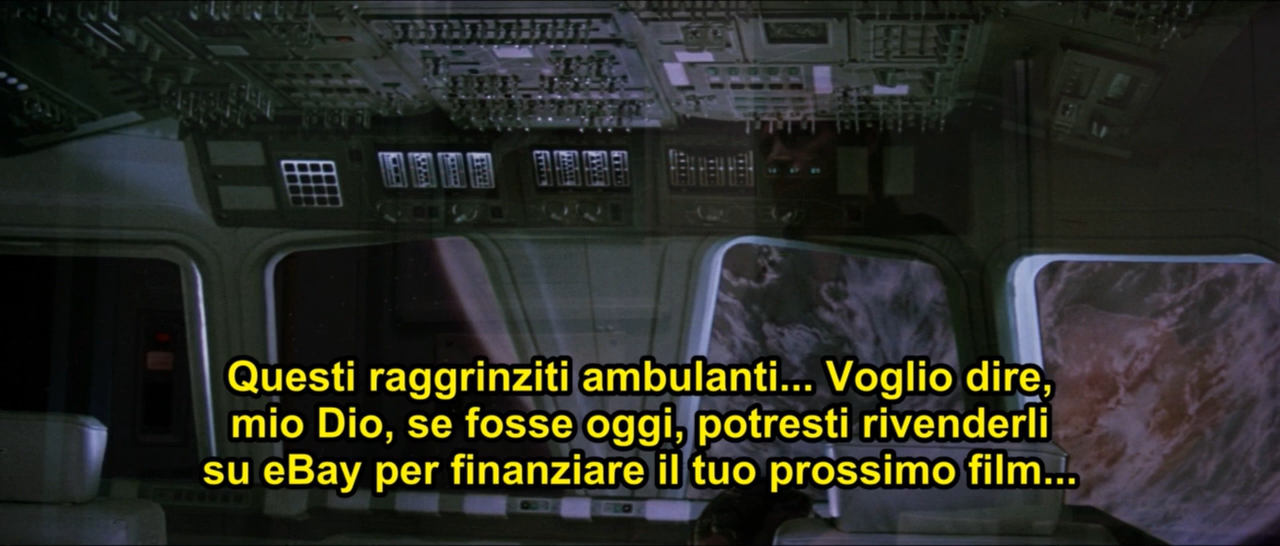 Questi raggrinziti ambulanti... Voglio dire,
mio Dio, se fosse oggi, potresti rivenderli
su eBay per finanziare il tuo prossimo film...